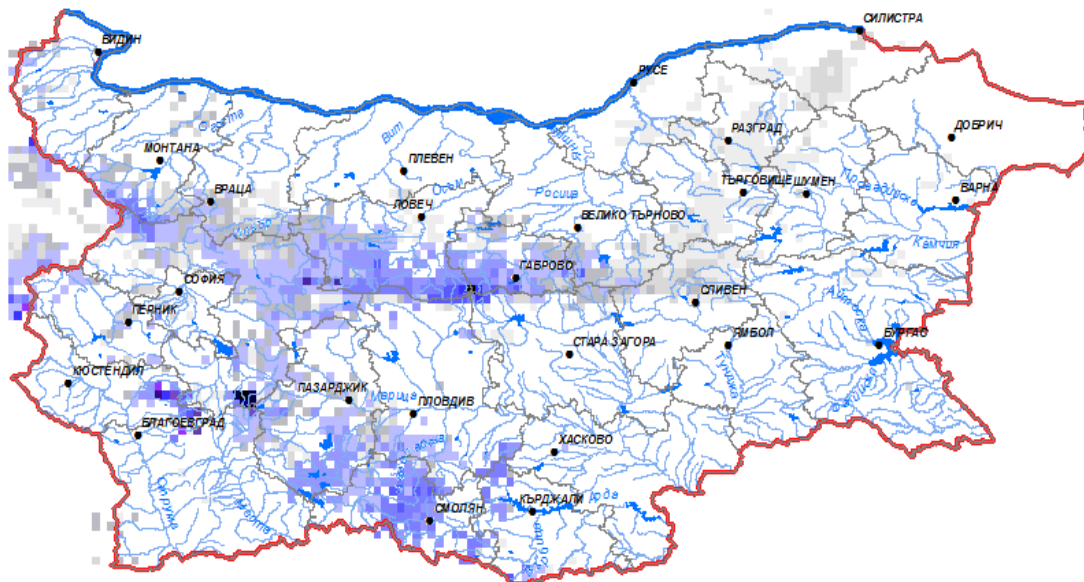 СИЛИСТРА
ВИДИН
РУСЕ
РАЗГРАД
ДОБРИЧ
МОНТАНА
Вит
ПЛЕВЕН
ВРАЦА
Осъм
Росица
ТЪРГОВИЩЕ
ШУМЕН
ВАРНА
ЛОВЕЧ
ВЕЛИКО ТЪРНОВО
Камчия
ГАБРОВО
СОФИЯ
СЛИВЕН
ПЕРНИК
ЯМБОЛ
БУРГАС
СТАРА ЗАГОРА
КЮСТЕНДИЛ
ПАЗАРДЖИК
Марица
ПЛОВДИВ
Тунджа
БЛАГОЕВГРАД
ХАСКОВО
Струма
Места
СМОЛЯН
КЪРДЖАЛИ